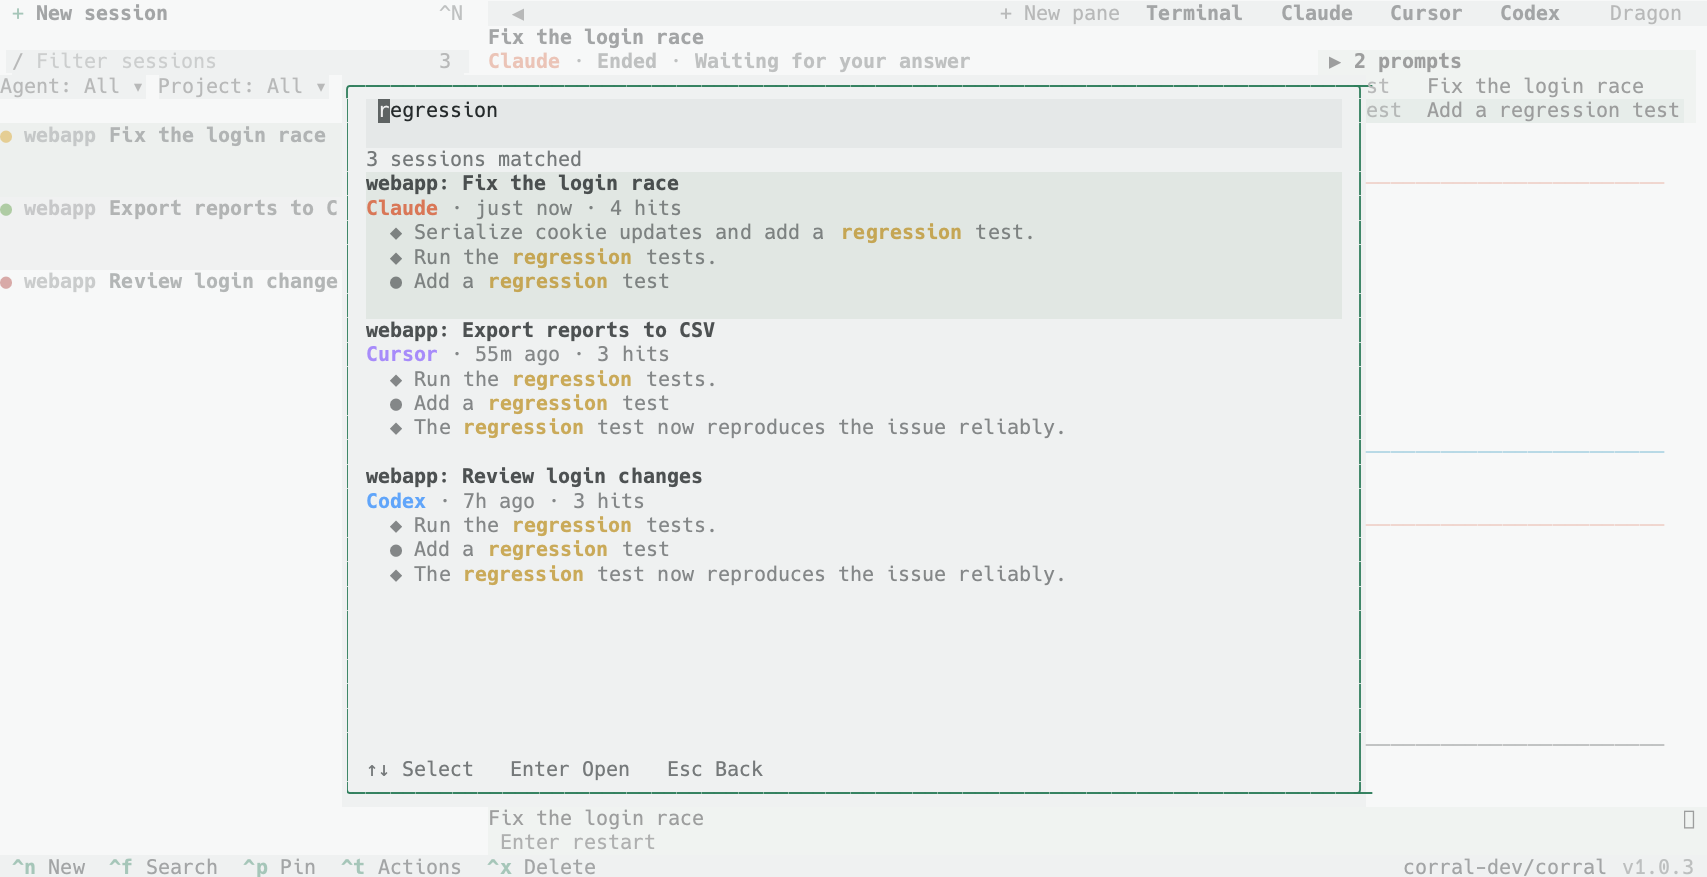 + New session ^N
◀ + New pane Terminal Claude Cursor Codex Dragon
Fix the login race
/ Filter sessions 3
Claude · Ended · Waiting for your answer
▶ 2 prompts
Agent: All ▾ Project: All ▾
st Fix the login race
est Add a regression test
● webapp Fix the login race
● webapp Export reports to C
● webapp Review login change
regression
3 sessions matched
webapp: Fix the login race
Claude · just now · 4 hits
◆ Serialize cookie updates and add a regression test.
◆ Run the regression tests.
● Add a regression test
webapp: Export reports to CSV
Cursor · 55m ago · 3 hits
◆ Run the regression tests.
● Add a regression test
◆ The regression test now reproduces the issue reliably.
webapp: Review login changes
Codex · 7h ago · 3 hits
◆ Run the regression tests.
● Add a regression test
◆ The regression test now reproduces the issue reliably.
↑↓ Select Enter Open Esc Back
Fix the login race
Enter restart
^n New ^f Search ^p Pin ^t Actions ^x Delete
corral-dev/corral v1.0.3